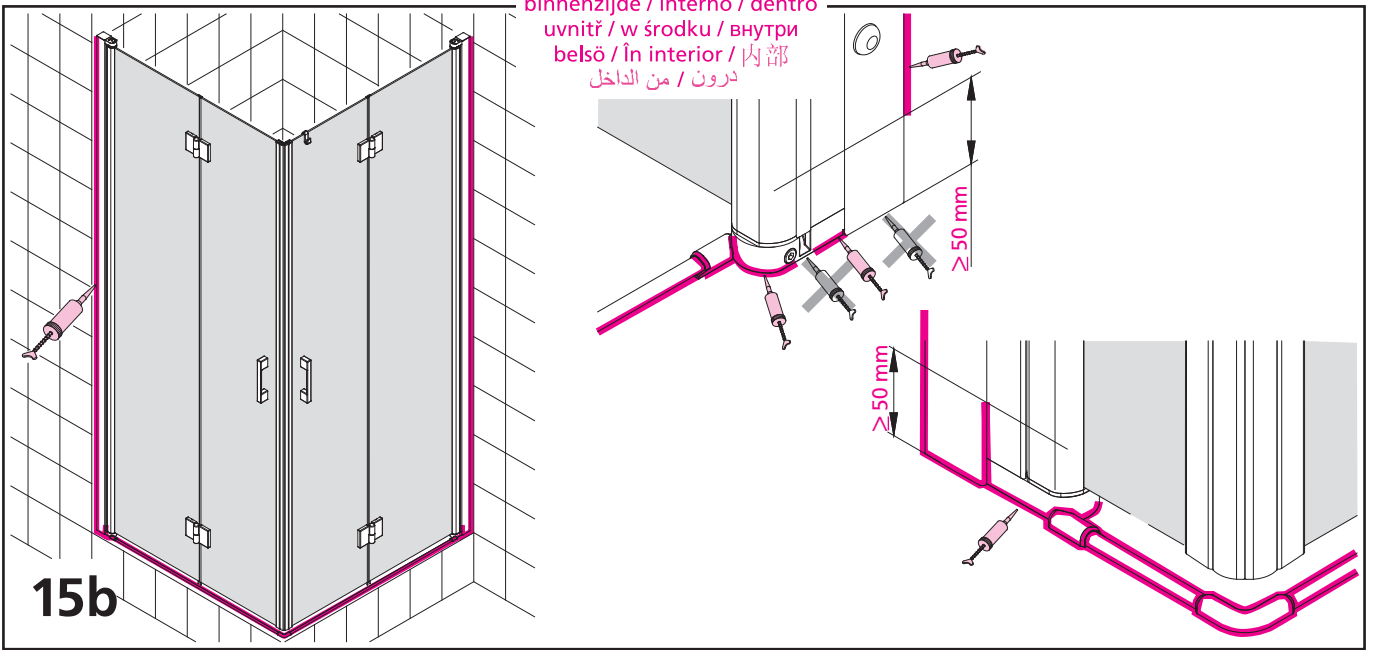 binnenzijde / interno / dentro
uvnitř / w środku / внутри
belsö / În interior / 内部
درون / من الداخل
≥ 50 mm
≥ 50 mm
15b